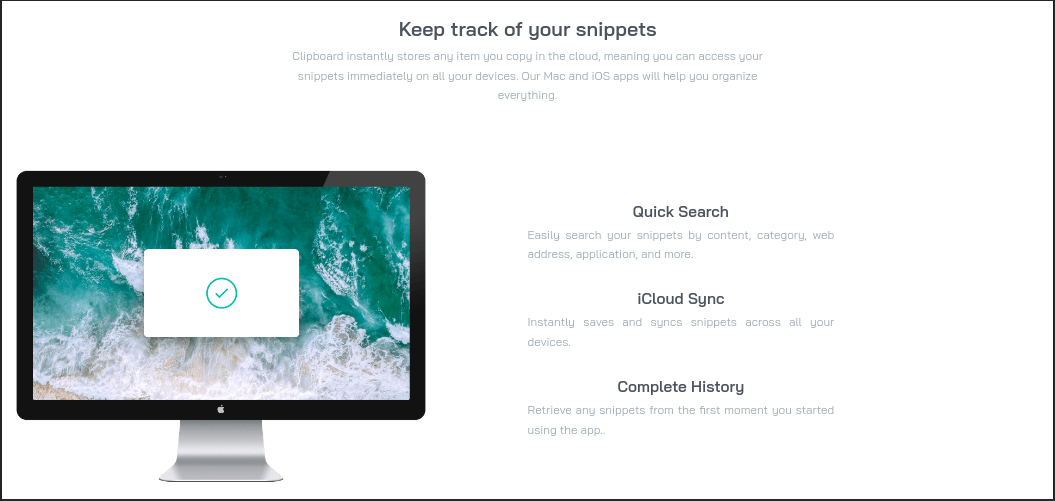 Keep track of your snippets
Clipboard instantly stores any item you copy in the cloud, meaning you can access your
snippets immediately on all your devices. Our Mac and iOS apps will help you organize
everything.
Quick Search
Easily search your snippets by content, category, web
address, application, and more.
iCloud Sync
Instantly saves and syncs snippets across all your
devices.
Complete History
Retrieve any snippets from the first moment you started
using the app..